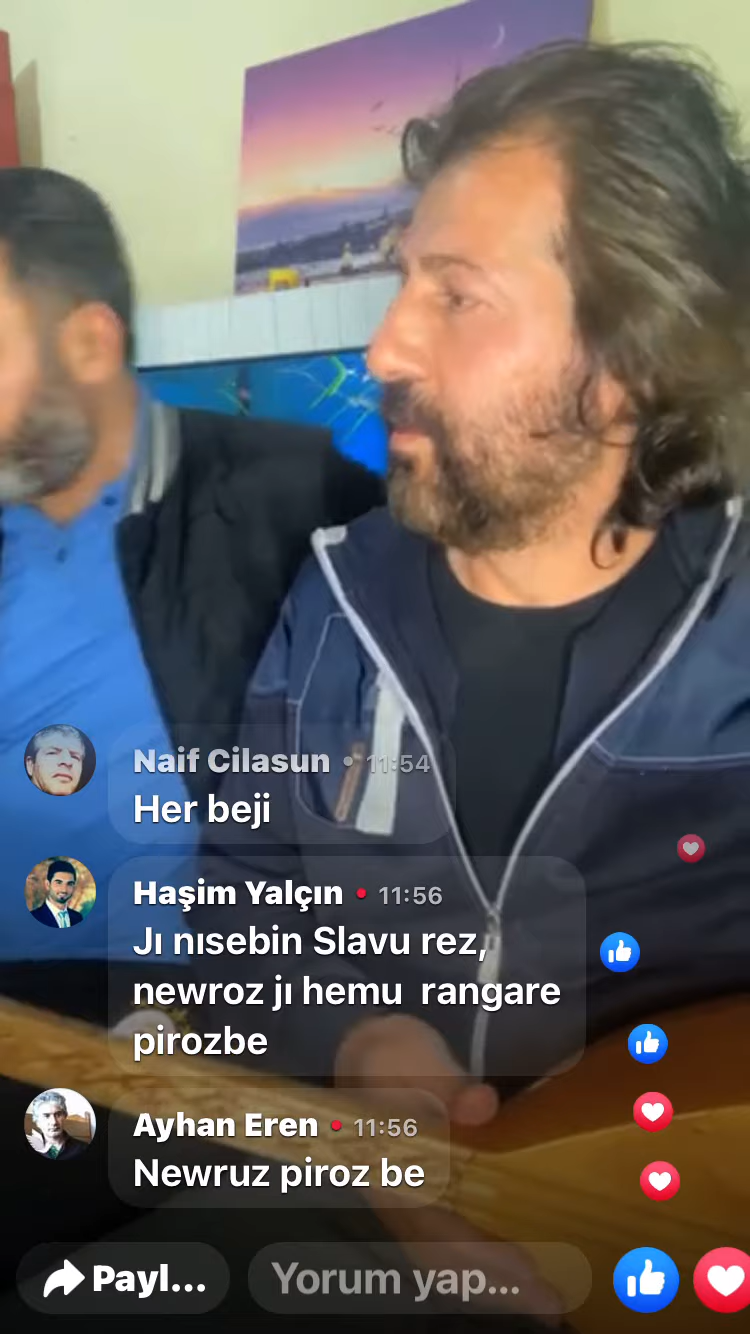 Naif Cilasun • 11:54
Her beji
Haşim Yalçın • 11:56
Jı nısebin Slavu rez,
newroz jı hemu rangare
pirozbe
Ayhan Eren • 11:56
Newruz piroz be
Payl...
Yorum yap...